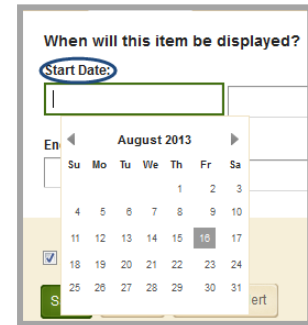 When will this item be displayed?
Start Date:
En
August 2013
Su Mo Tu We Th Fr Sa
1 2 3
4 5 6 7 8 9 10
11 12 13 14 15 16 17
18 19 20 21 22 23 24
25 26 27 28 29 30 31
S ert